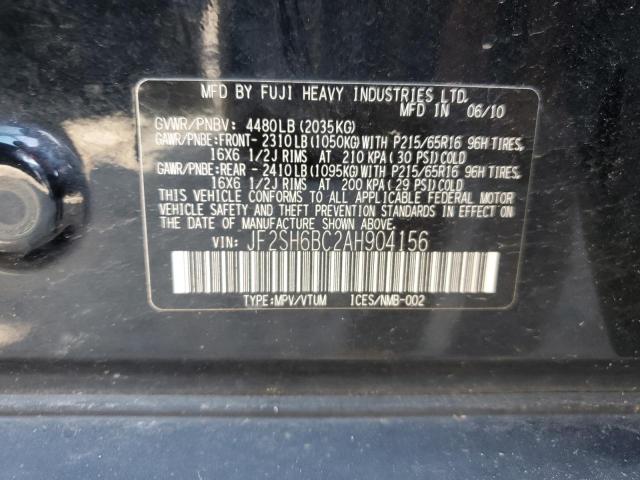 MFD BY FUJI HEAVY INDUSTRIES LTD.
MFD IN 06/10
GVWR/PNBV: 4480LB (2035KG)
GAWR/PNBE:FRONT- 2310LB (1050KG) WITH P215/65R16 96H TIRES,
16X6 1/2J RIMS AT 210 KPA (30 PSI) COLD
GAWR/PNBE:REAR - 2410LB (1095KG) WITH P215/65R16 96H TIRES,
16X6 1/2J RIMS AT 200 KPA (29 PSI) COLD
THIS VEHICLE CONFORMS TO ALL APPLICABLE FEDERAL MOTOR
VEHICLE SAFETY AND THEFT PREVENTION STANDARDS IN EFFECT ON
THE DATE OF MANUFACTURE SHOWN ABOVE.
VIN: JF2SH6BC2AH904156
TYPE:MPV/VTUM ICES/NMB-002